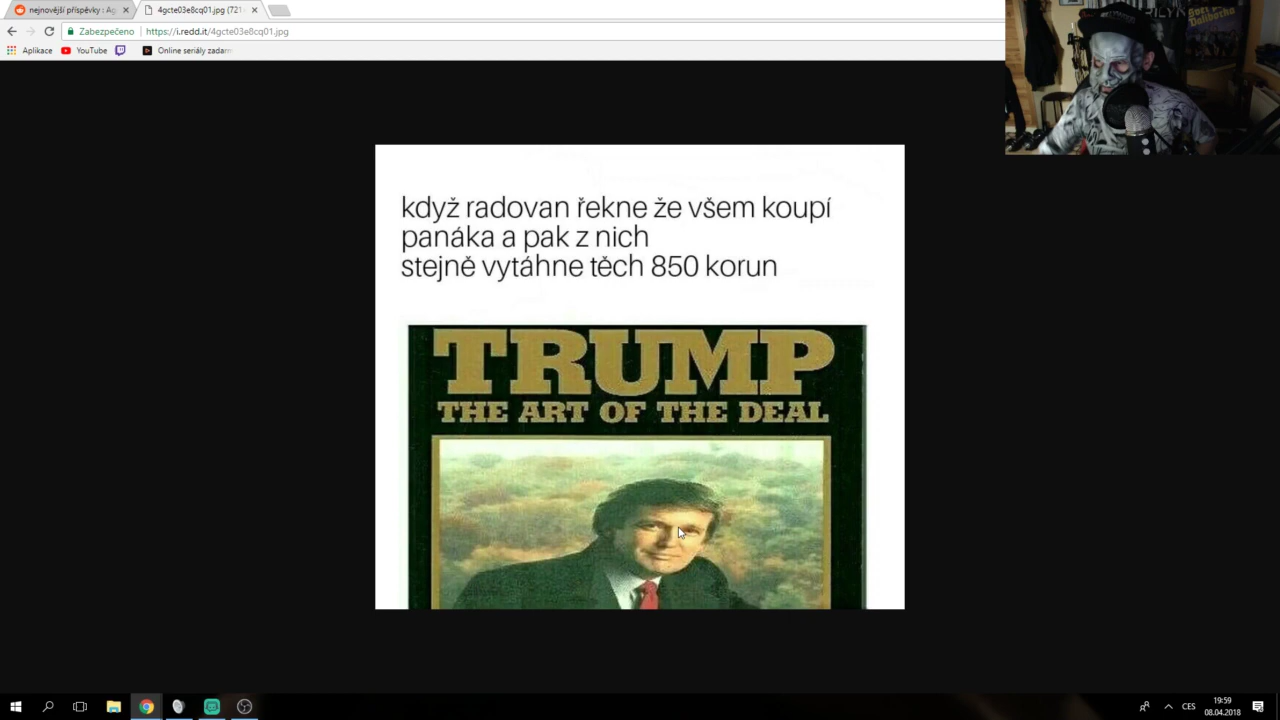 nejnovější příspěvky : Ag
4gcte03e8cq01.jpg (721
Zabezpečeno
https://i.redd.it/4gcte03e8cq01.jpg
Aplikace
YouTube
Online seriály zadarm
když radovan řekne že všem koupí
panáka a pak z nich
stejně vytáhne těch 850 korun
TRUMP
THE ART OF THE DEAL
CES
19:59
08.04.2018